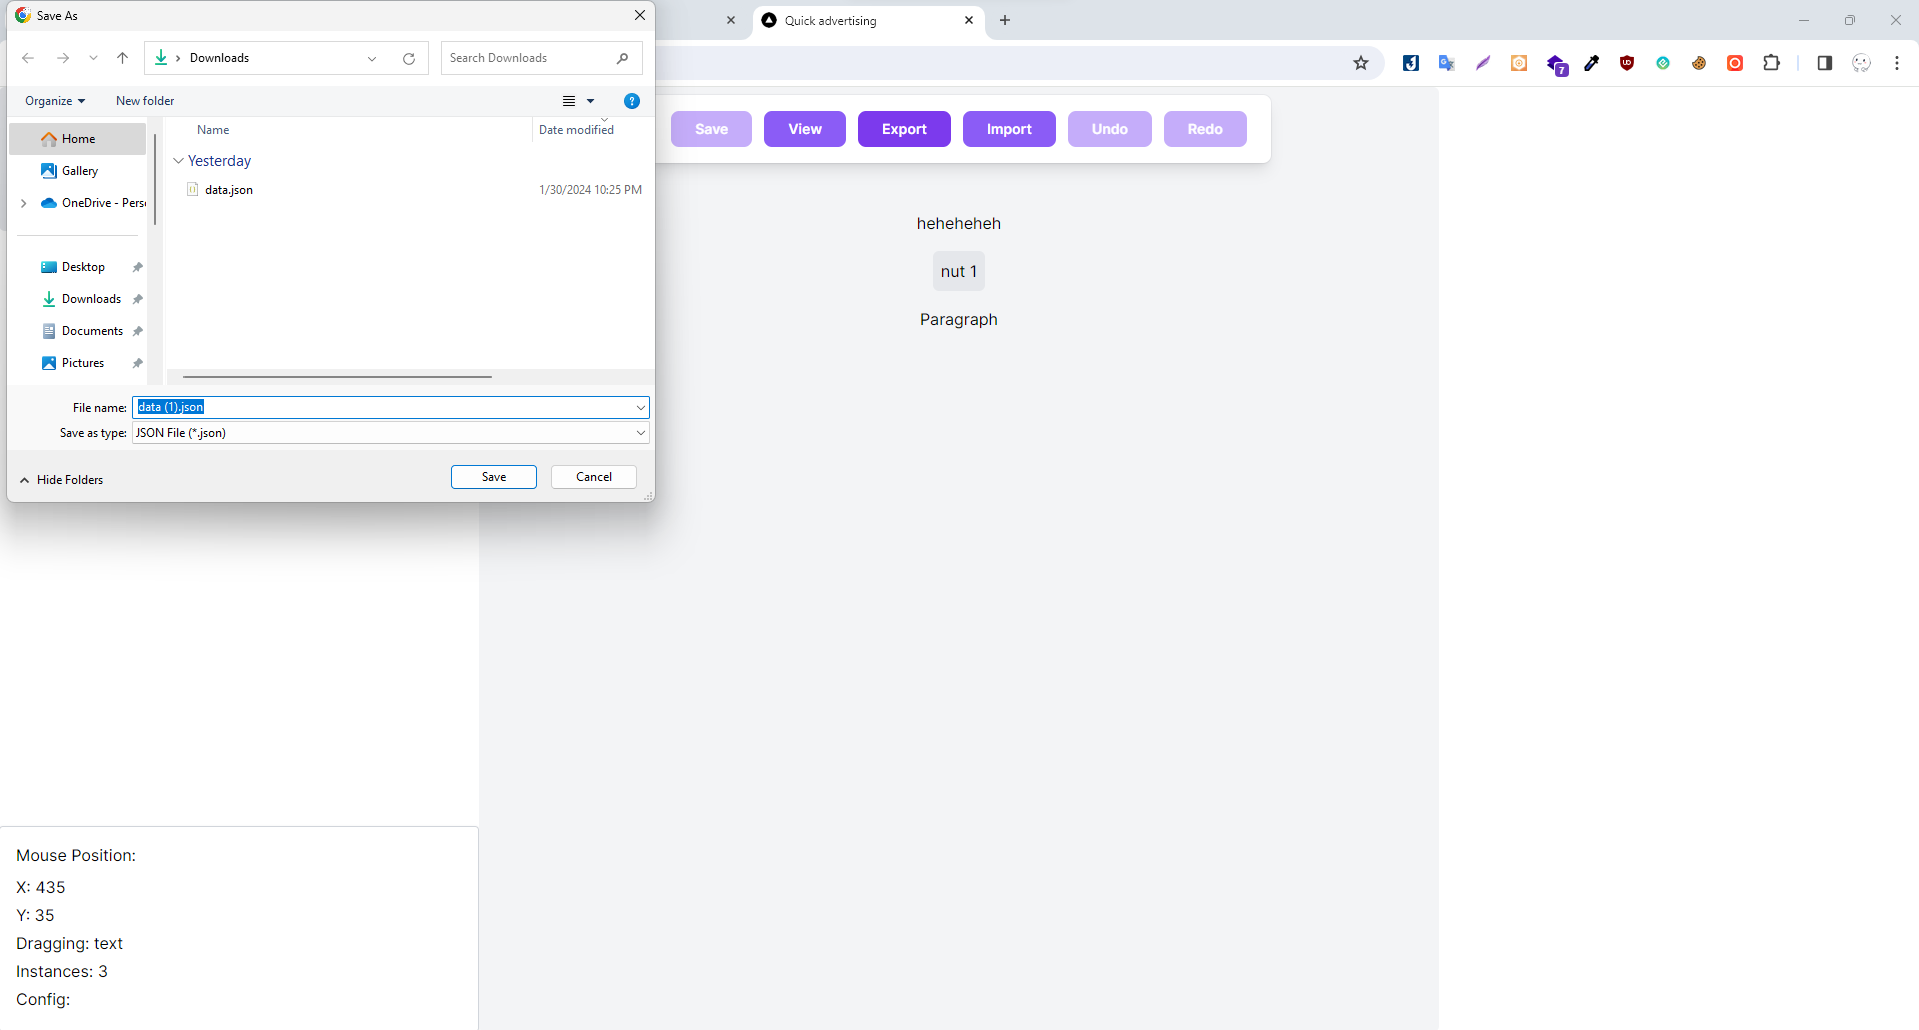 Save As
Quick advertising
Downloads
Search Downloads
7
Organize
New folder
Name
Date modified
Home
Gallery
OneDrive - Pers
Desktop
Downloads
Documents
Pictures
Yesterday
data.json
1/30/2024 10:25 PM
File name:
data (1).json
Save as type:
JSON File (*.json)
Hide Folders
Save
Cancel
Save
View
Export
Import
Undo
Redo
heheheheh
nut 1
Paragraph
Mouse Position:
X: 435
Y: 35
Dragging: text
Instances: 3
Config: